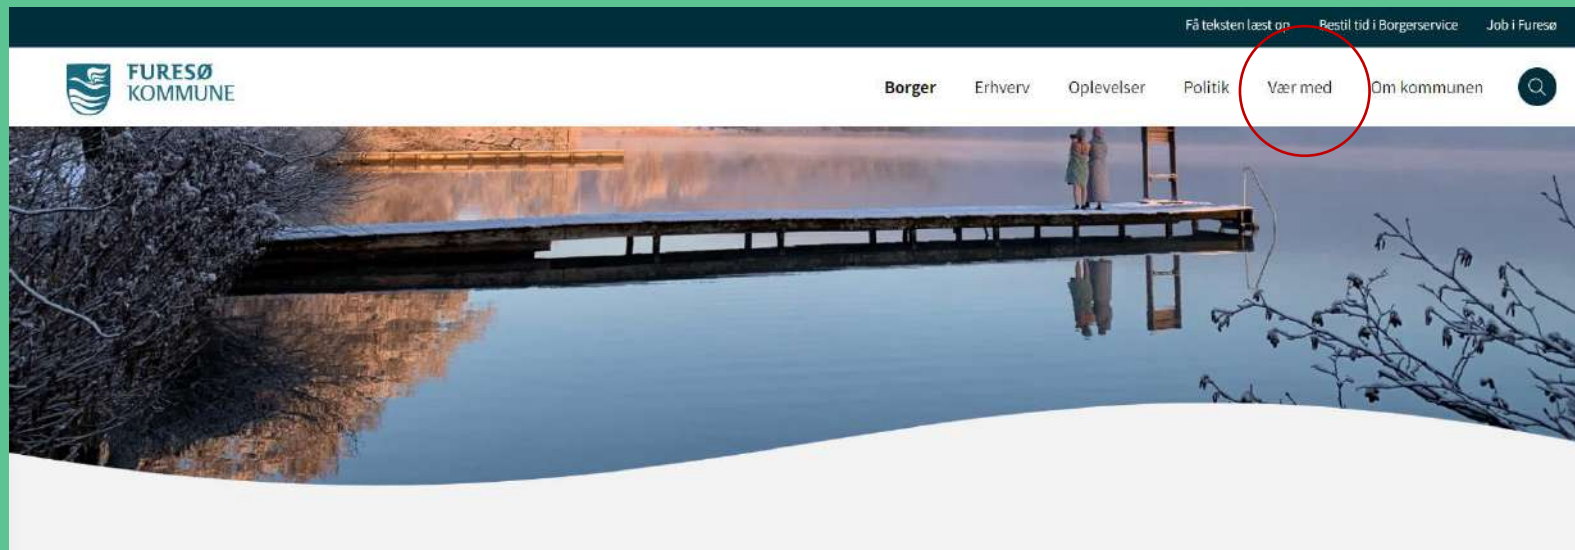 Få teksten læst op Bestil tid i Borgerservice Job i Furesø
FURESØ
KOMMUNE
Borger Erhverv Oplevelser Politik Vær med Om kommunen